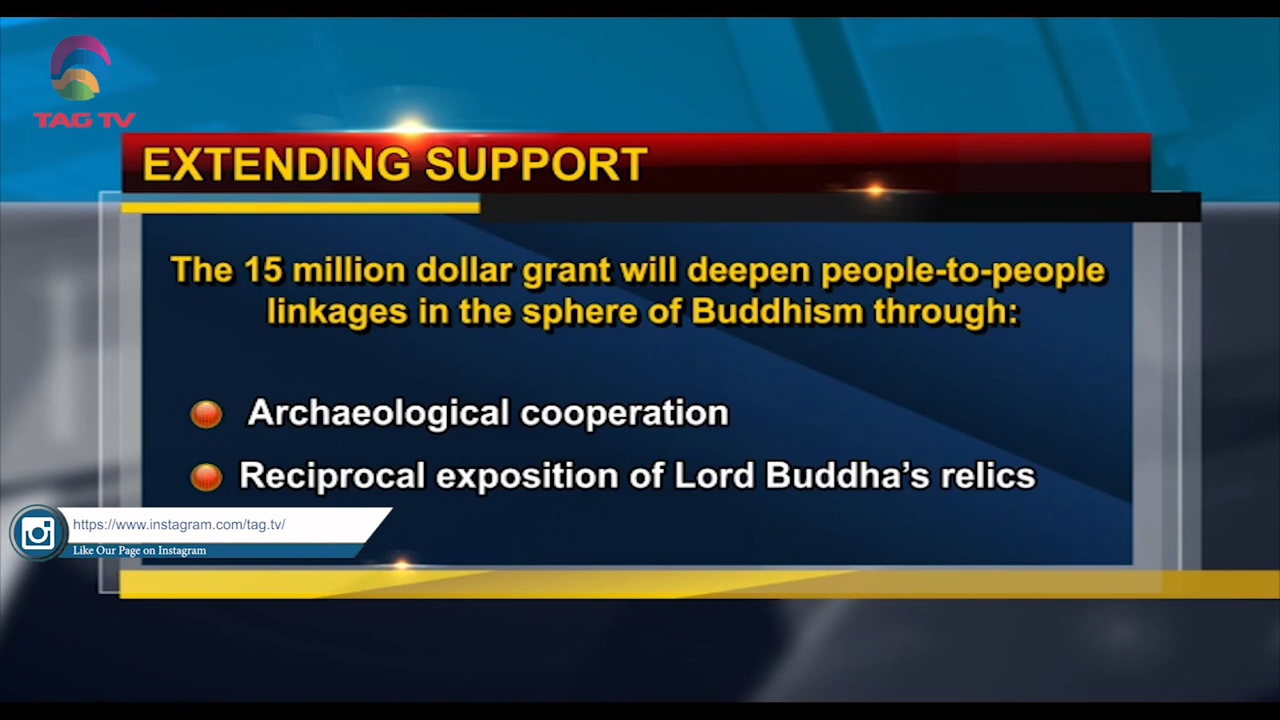 TAG TV
EXTENDING SUPPORT
The 15 million dollar grant will deepen people-to-people
linkages in the sphere of Buddhism through:
Archaeological cooperation
Reciprocal exposition of Lord Buddha’s relics
https://www.instagram.com/tag.tv/
Like Our Page on Instagram